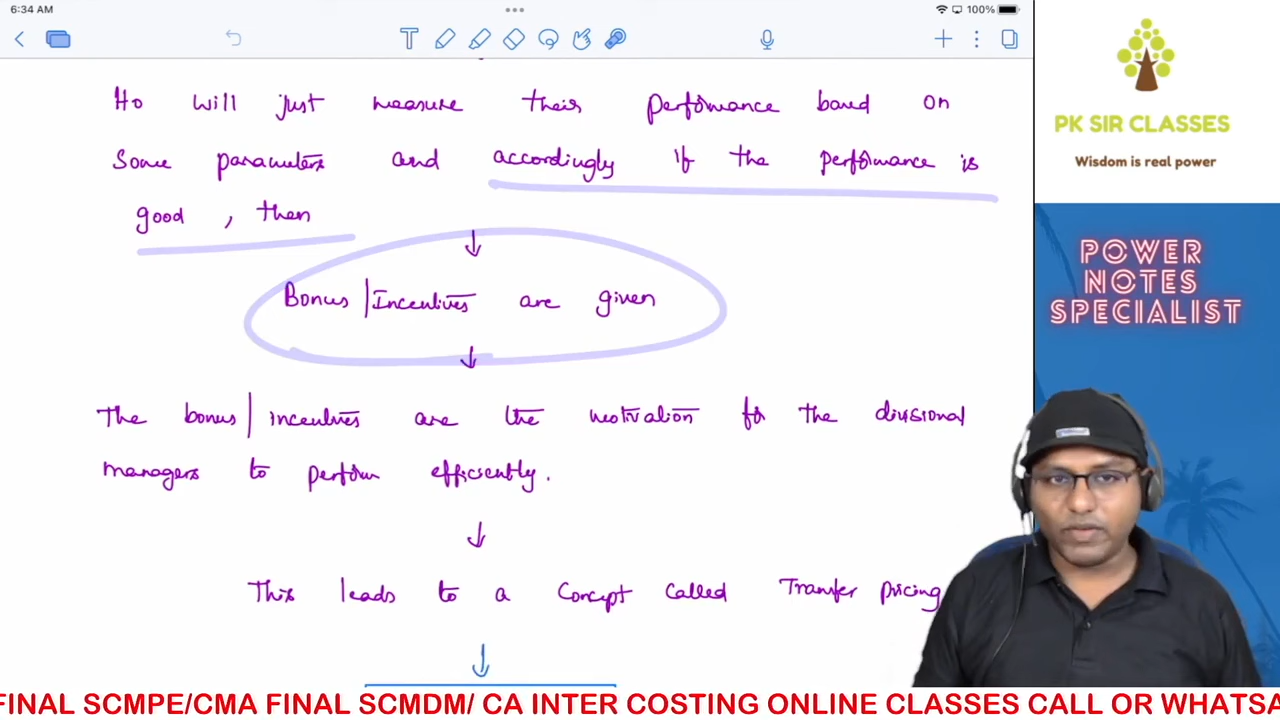 6:34 AM
100%
Ho will just measure their performance based on
Some parameters and accordingly if the performance is
good, then
↓
Bonus | Incentives are given
↓
The bonus | incentives are the motivation for the divisional
managers to perform efficiently.
↓
This leads to a Concept called Transfer pricing
↓
PK SIR CLASSES
Wisdom is real power
POWER
NOTES
SPECIALIST
FINAL SCMPE/CMA FINAL SCMDM/ CA INTER COSTING ONLINE CLASSES CALL OR WHATSA